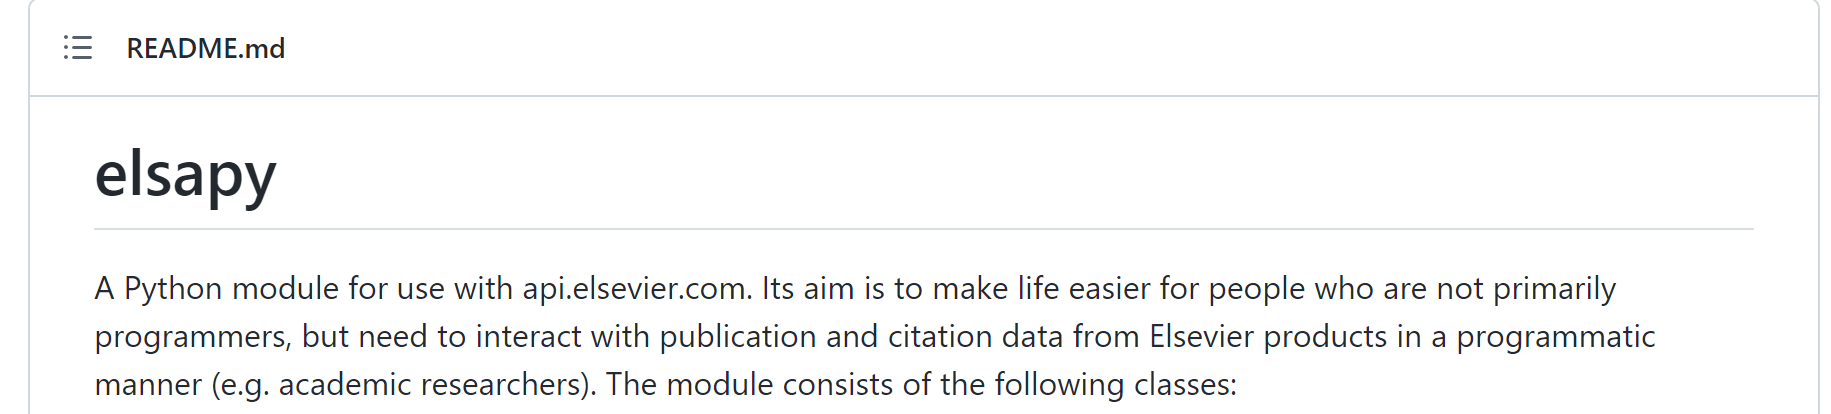 README.md
elsapy
A Python module for use with api.elsevier.com. Its aim is to make life easier for people who are not primarily
programmers, but need to interact with publication and citation data from Elsevier products in a programmatic
manner (e.g. academic researchers). The module consists of the following classes: